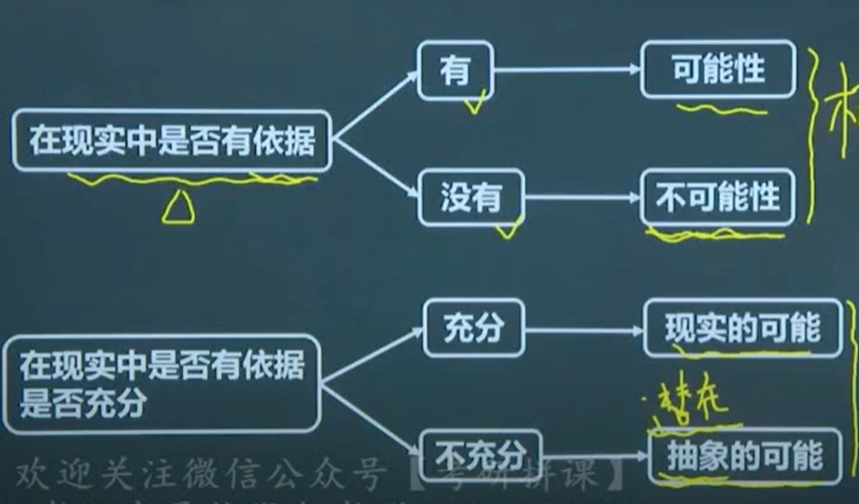 有
可能性
在现实中是否有依据
没有
不可能性
充分
现实的可能
在现实中是否有依据
是否充分
潜在
不充分
抽象的可能
欢迎关注微信公众号【考研拼课】